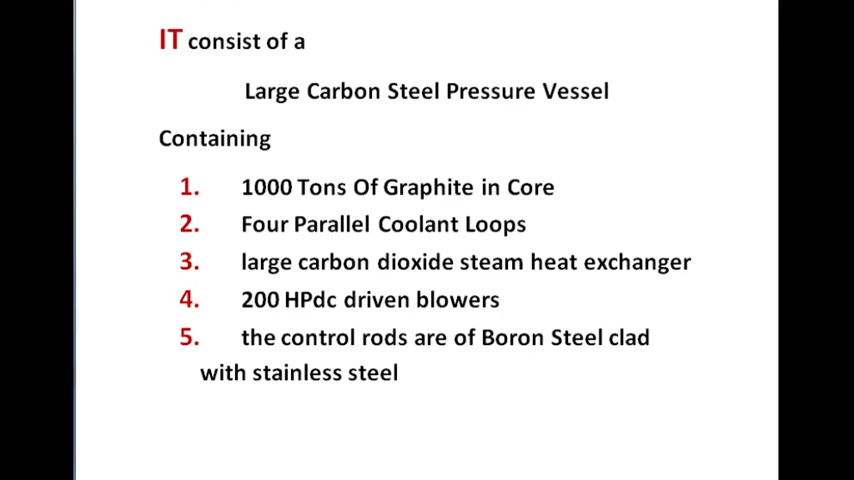 IT consist of a
Large Carbon Steel Pressure Vessel
Containing
1. 1000 Tons Of Graphite in Core
2. Four Parallel Coolant Loops
3. large carbon dioxide steam heat exchanger
4. 200 HPdc driven blowers
5. the control rods are of Boron Steel clad
with stainless steel